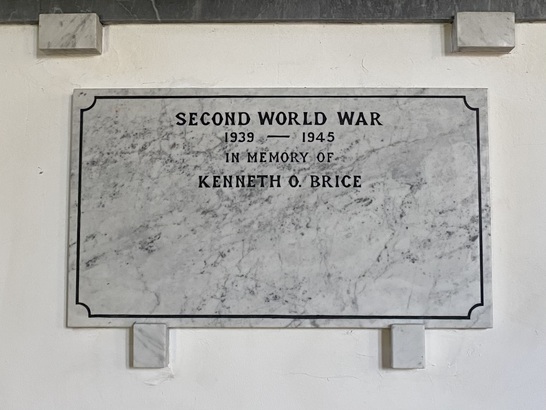 SECOND WORLD WAR
1939 — 1945
IN MEMORY OF
KENNETH O. BRICE